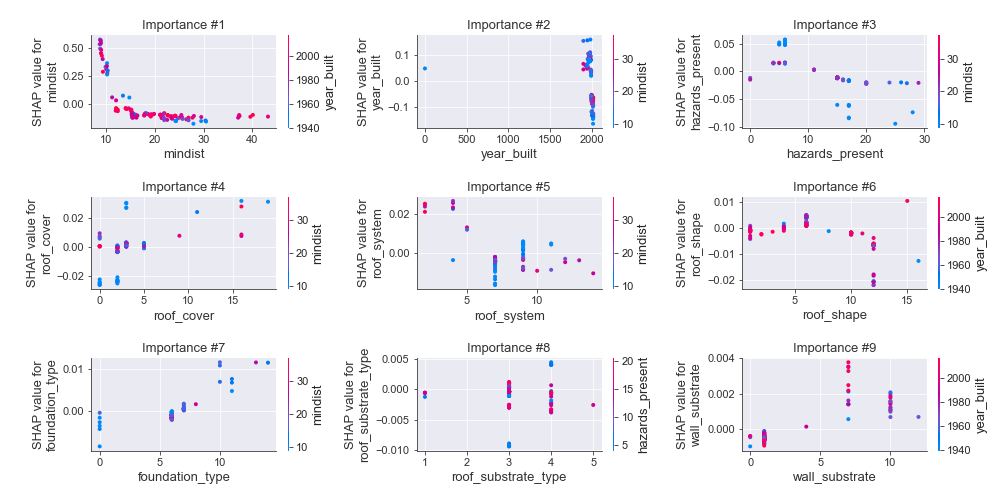 Importance #1
Importance #2
Importance #3
SHAP value for
mindist
0.50
0.25
0.00
10
20
30
40
mindist
2000
1980
1960
1940
year_built
SHAP value for
year_built
0.1
0.0
−0.1
0
500
1000
1500
2000
year_built
30
20
10
mindist
SHAP value for
hazards_present
0.05
0.00
−0.05
−0.10
0
10
20
30
hazards_present
30
20
10
mindist
Importance #4
Importance #5
Importance #6
SHAP value for
roof_cover
0.02
0.00
−0.02
0
5
10
15
roof_cover
30
20
10
mindist
SHAP value for
roof_system
0.02
0.00
5
10
roof_system
30
20
10
mindist
SHAP value for
roof_shape
0.01
0.00
−0.01
−0.02
5
10
15
roof_shape
2000
1980
1960
1940
year_built
Importance #7
Importance #8
Importance #9
SHAP value for
foundation_type
0.01
0.00
0
5
10
foundation_type
30
20
10
mindist
SHAP value for
roof_substrate_type
0.005
0.000
−0.005
−0.010
1
2
3
4
5
roof_substrate_type
20
15
10
5
hazards_present
SHAP value for
wall_substrate
0.004
0.002
0.000
0
5
10
wall_substrate
2000
1980
1960
1940
year_built